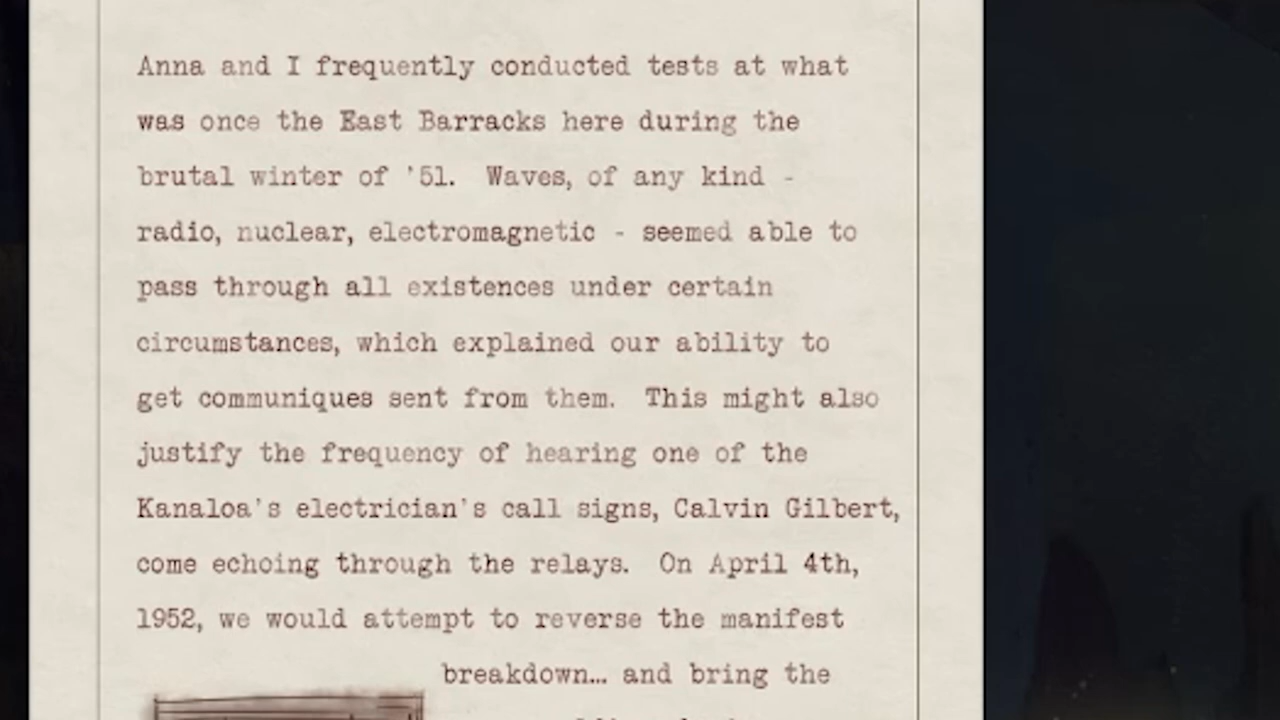 Anna and I frequently conducted tests at what
was once the East Barracks here during the
brutal winter of '51.  Waves, of any kind -
radio, nuclear, electromagnetic - seemed able to
pass through all existences under certain
circumstances, which explained our ability to
get communiques sent from them.  This might also
justify the frequency of hearing one of the
Kanaloa's electrician's call signs, Calvin Gilbert,
come echoing through the relays.  On April 4th,
1952, we would attempt to reverse the manifest
breakdown… and bring the